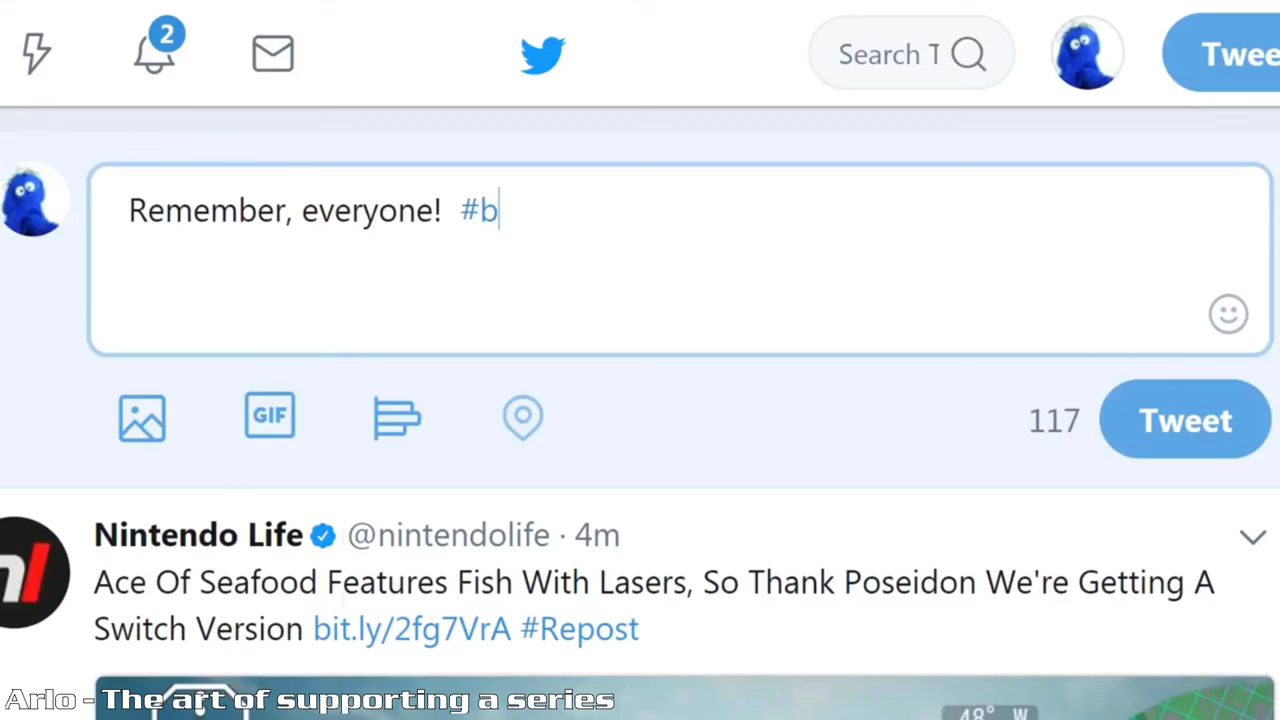 2
Search T
Twee
Remember, everyone!  #b
GIF
117
Tweet
Nintendo Life @nintendolife · 4m
Ace Of Seafood Features Fish With Lasers, So Thank Poseidon We're Getting A
Switch Version bit.ly/2fg7VrA #Repost
48° W
Arlo - The art of supporting a series